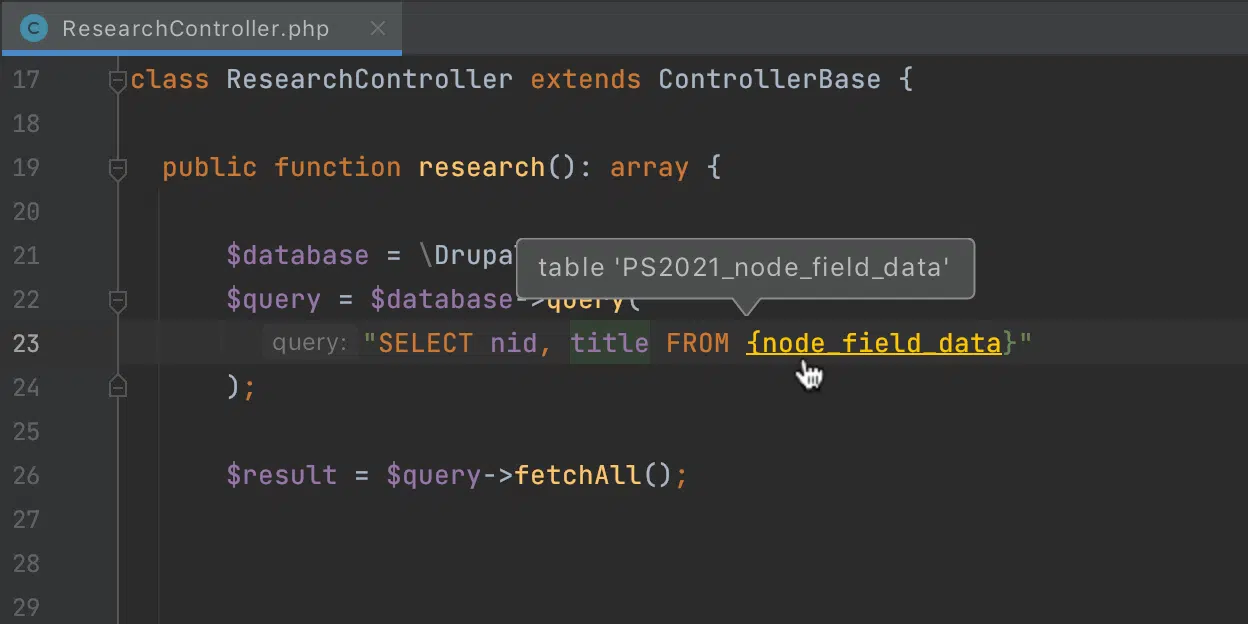 C ResearchController.php
17 class ResearchController extends ControllerBase {
18
19 public function research(): array {
20
21 $database = \Drupa
table 'PS2021_node_field_data'
22 $query = $database->query(
23 query: "SELECT nid, title FROM {node_field_data}"
24 );
25
26 $result = $query->fetchAll();
27
28
29